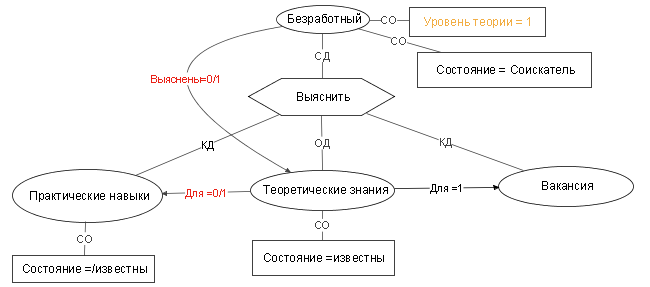 Безработный
СО
Уровень теории = 1
СО
СД
Состояние = Соискатель
Выяснены=0/1
Выяснить
КД
ОД
КД
Практические навыки
Для =0/1
Теоретические знания
Для =1
Вакансия
СО
СО
Состояние =/известны
Состояние =известны